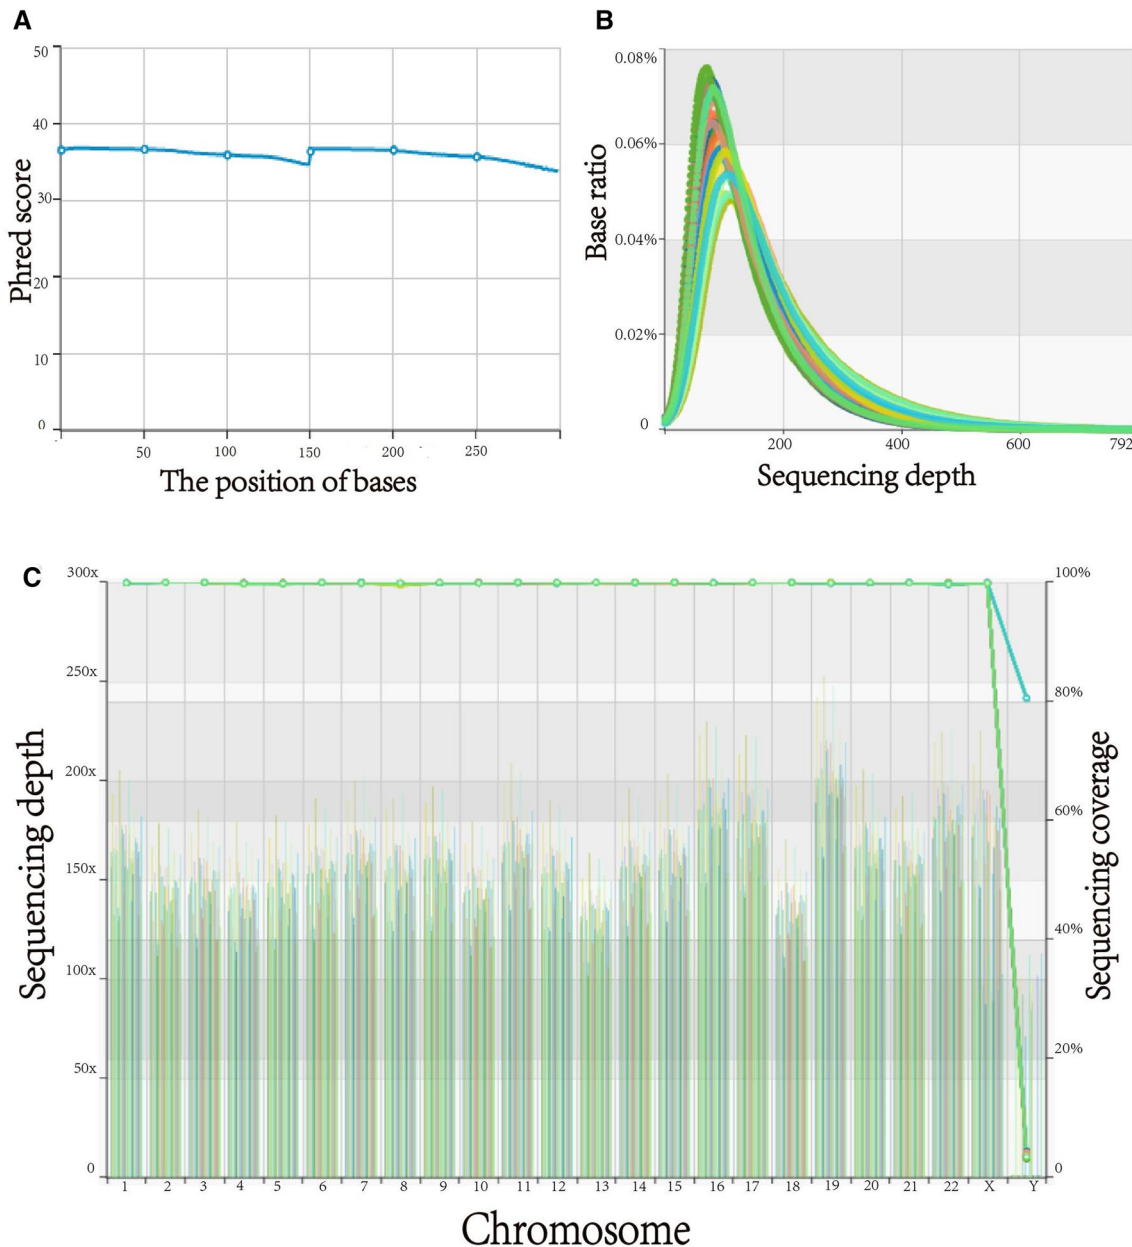 A
50
40
30
20
10
0
50 100 150 200 250
Phred score
The position of bases
B
0.08%
0.06%
0.04%
0.02%
0
200 400 600 792
Base ratio
Sequencing depth
C
300x
250x
200x
150x
100x
50x
0
100%
80%
60%
40%
20%
0
Sequencing depth
Sequencing coverage
1 2 3 4 5 6 7 8 9 10 11 12 13 14 15 16 17 18 19 20 21 22 X Y
Chromosome